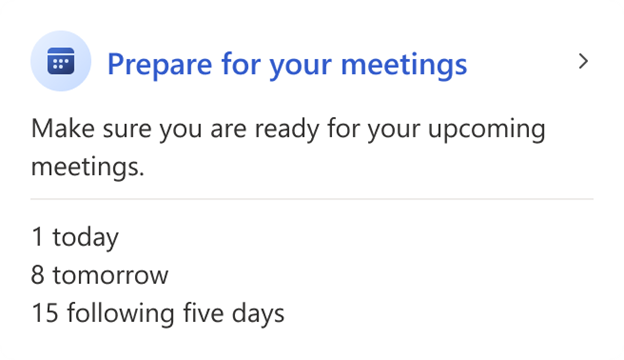 Prepare for your meetings
Make sure you are ready for your upcoming
meetings.
1 today
8 tomorrow
15 following five days